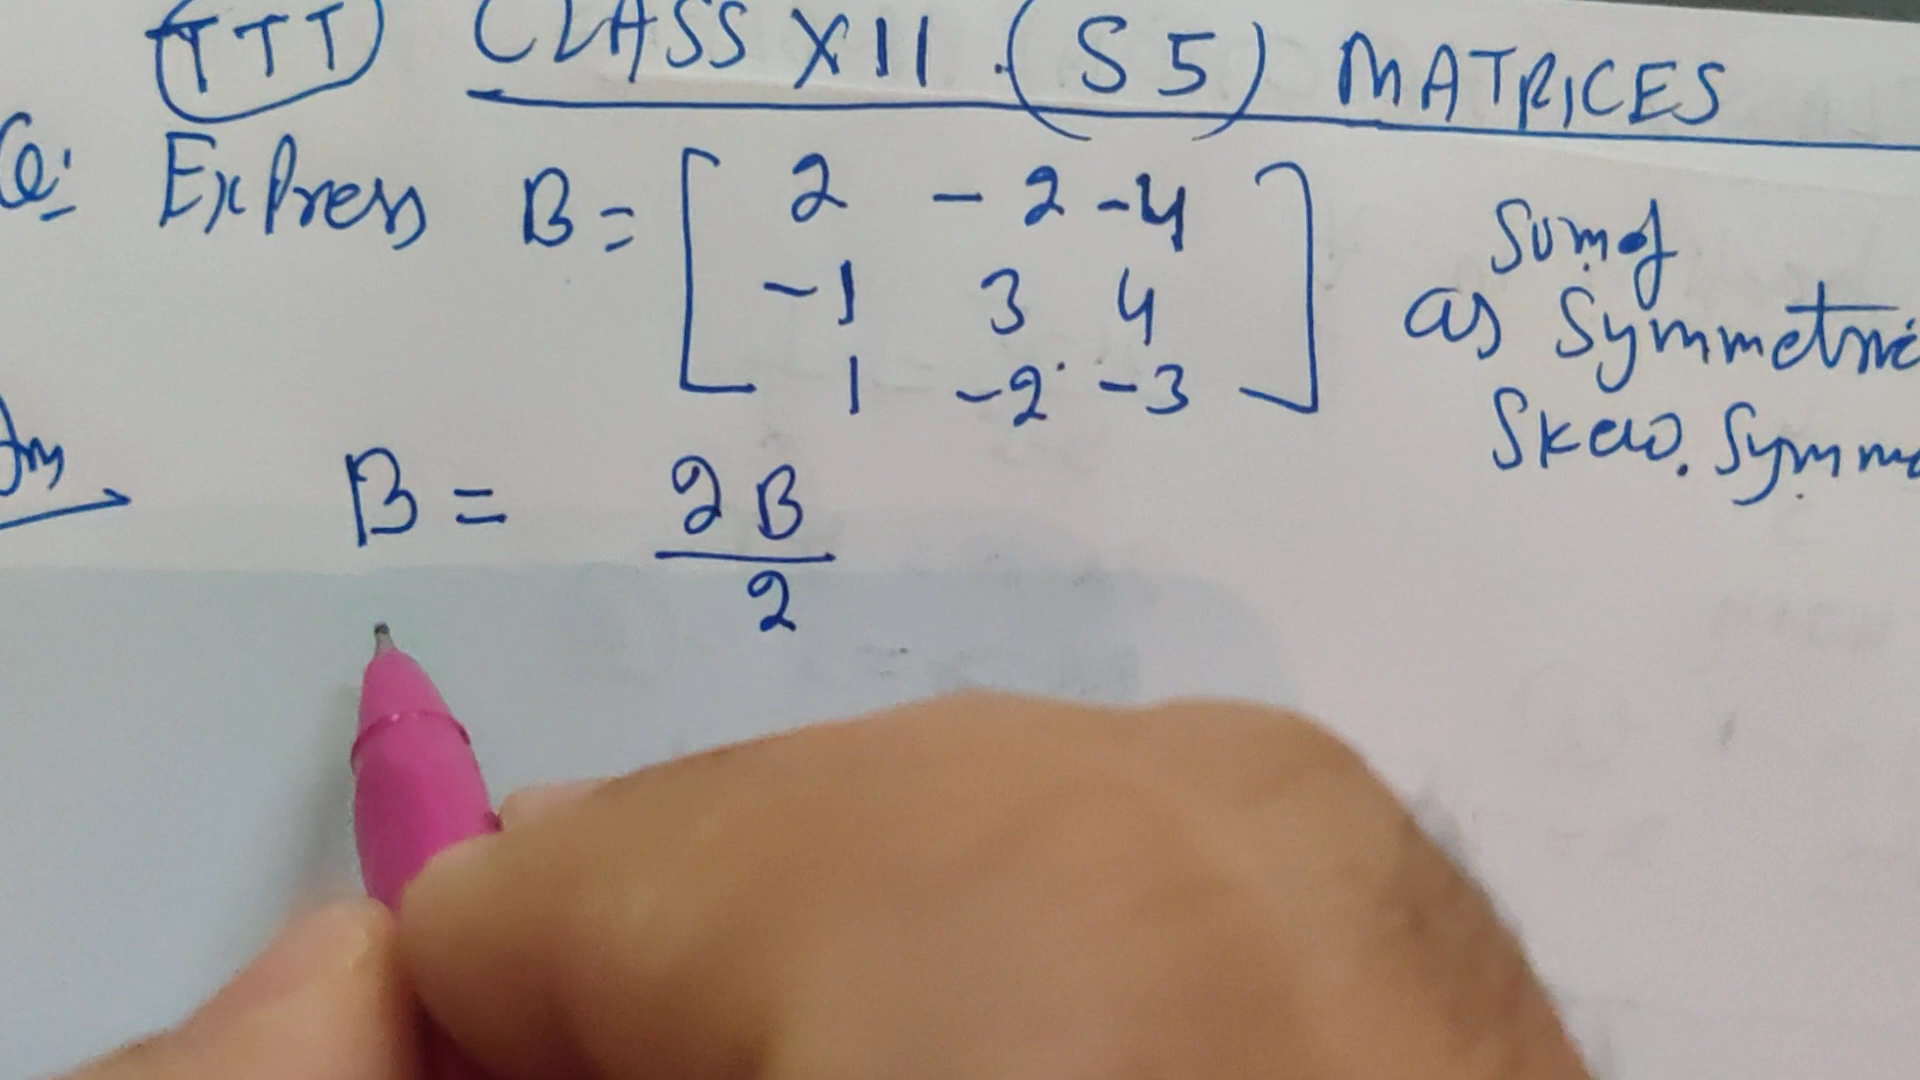 TTT CLASS XII . (S5) MATRICES
Q: Express B = [ 2 -2 -4
-1 3 4
1 -2 -3 ]
Sum of
as Symmetric
Skew. Symm
B = 2B
2